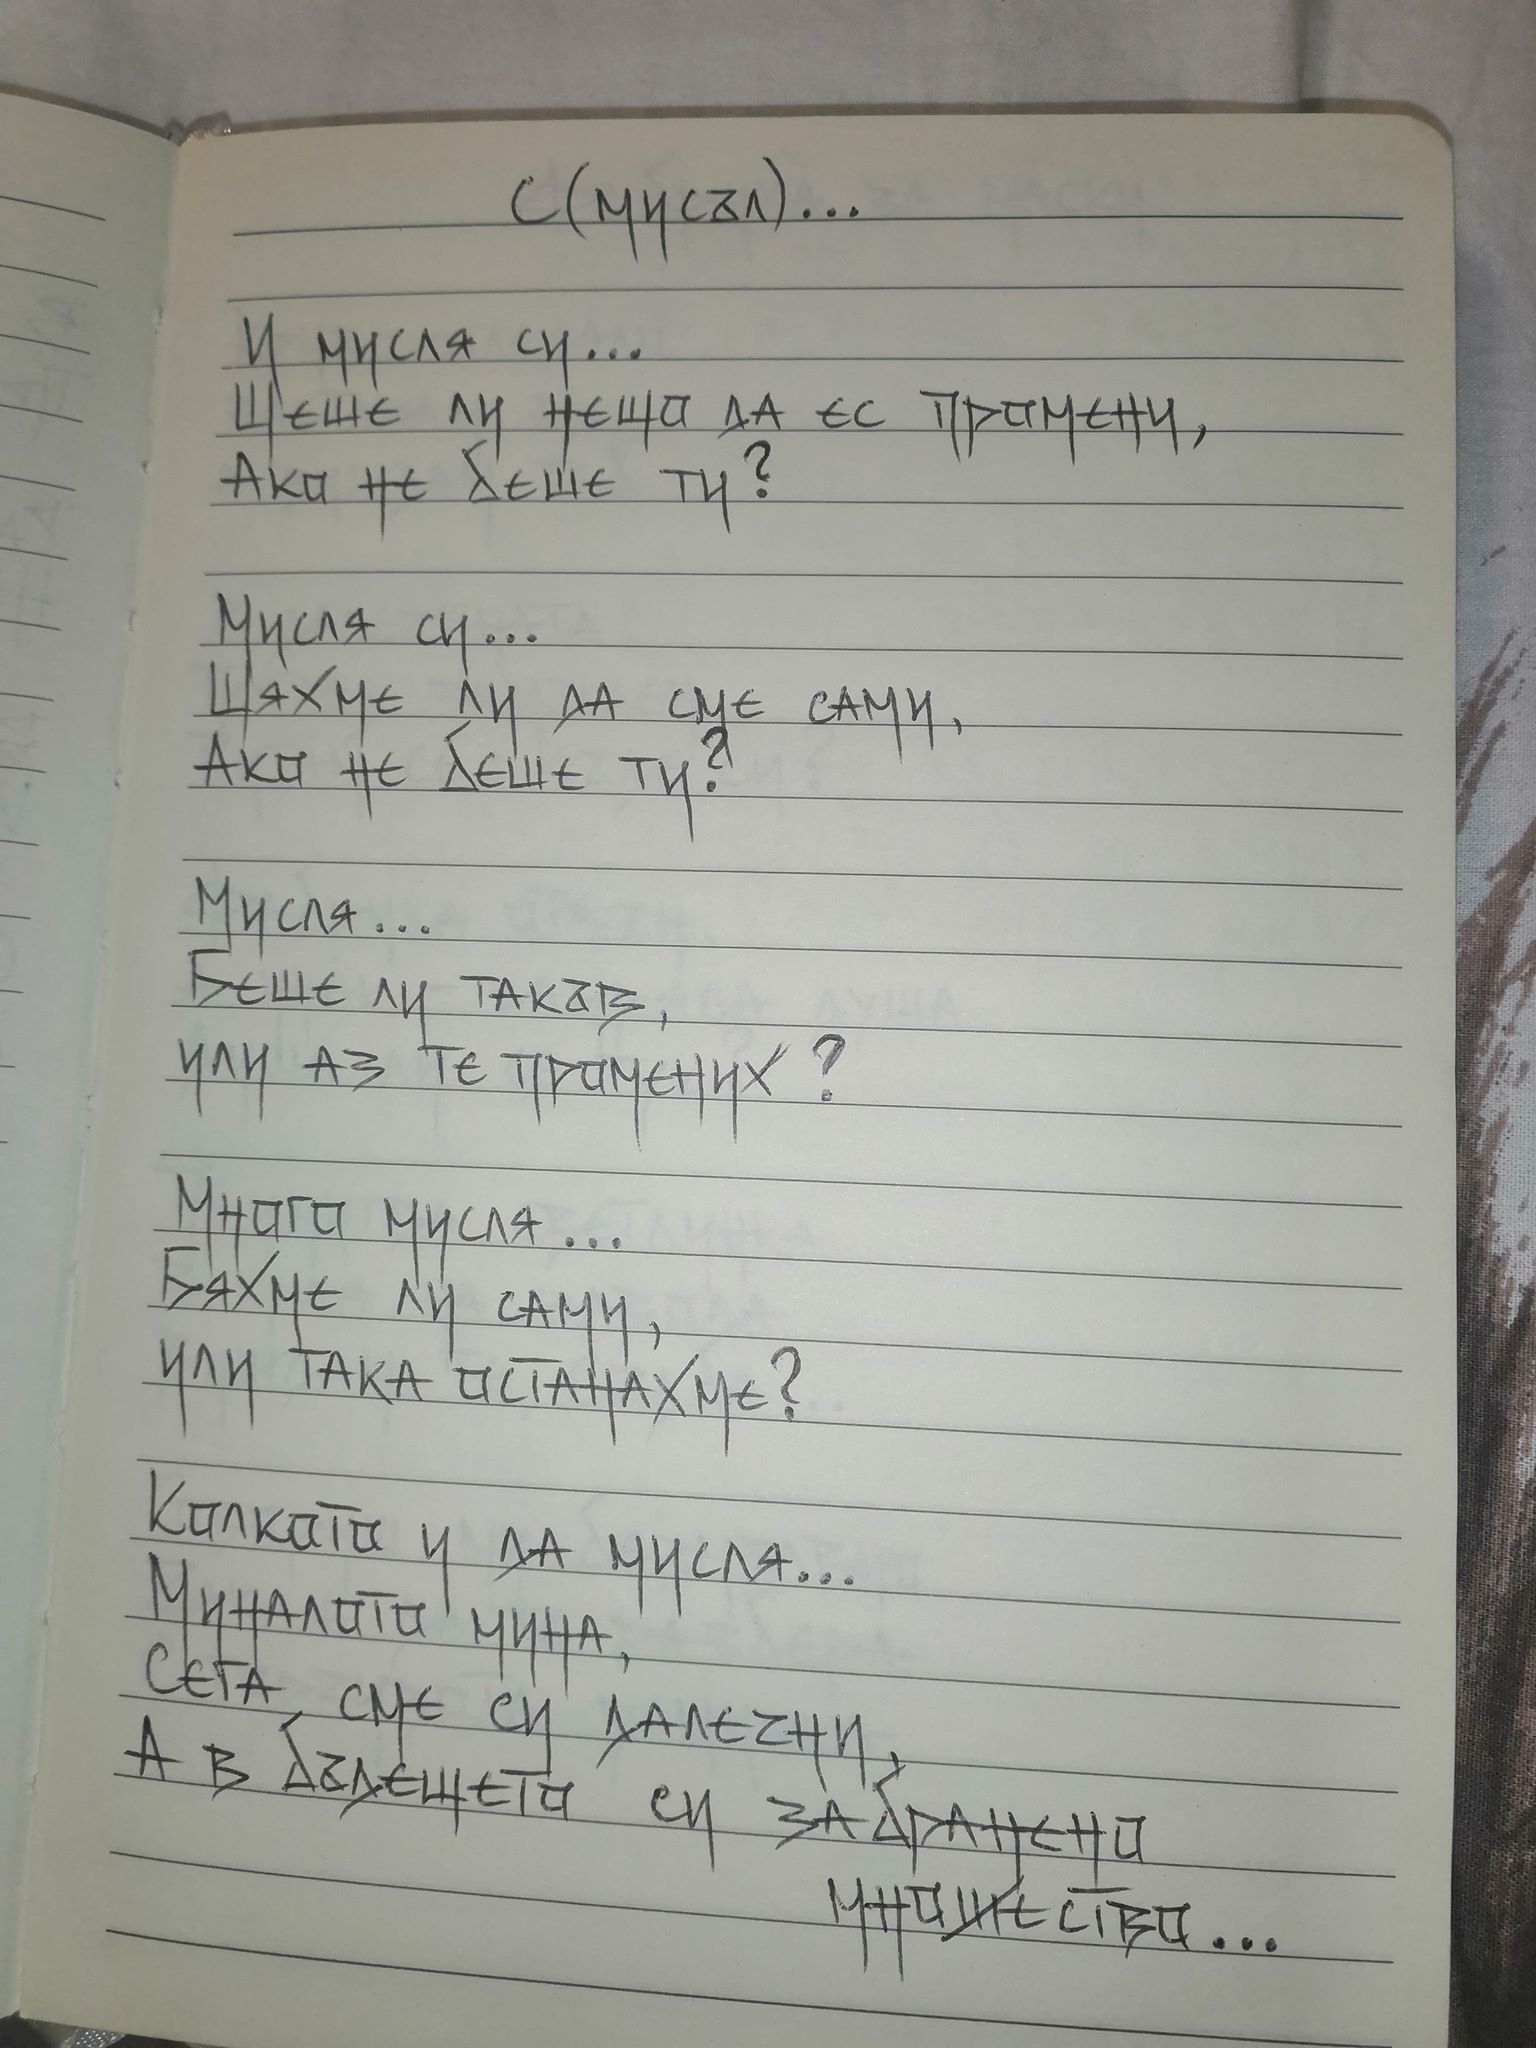 С(мисъл)...
И мисля си...
Щеше ли нещо да ес промени,
Ако не беше ти?
Мисля си...
Щяхме ли да сме сами,
Ако не беше ти?
Мисля...
Беше ли такъв,
или аз те промених?
Много мисля...
Бяхме ли сами,
или така останахме?
Колкото и да мисля...
Миналото мина,
Сега сме си далечни,
А в бъдещето си забранено
множество...